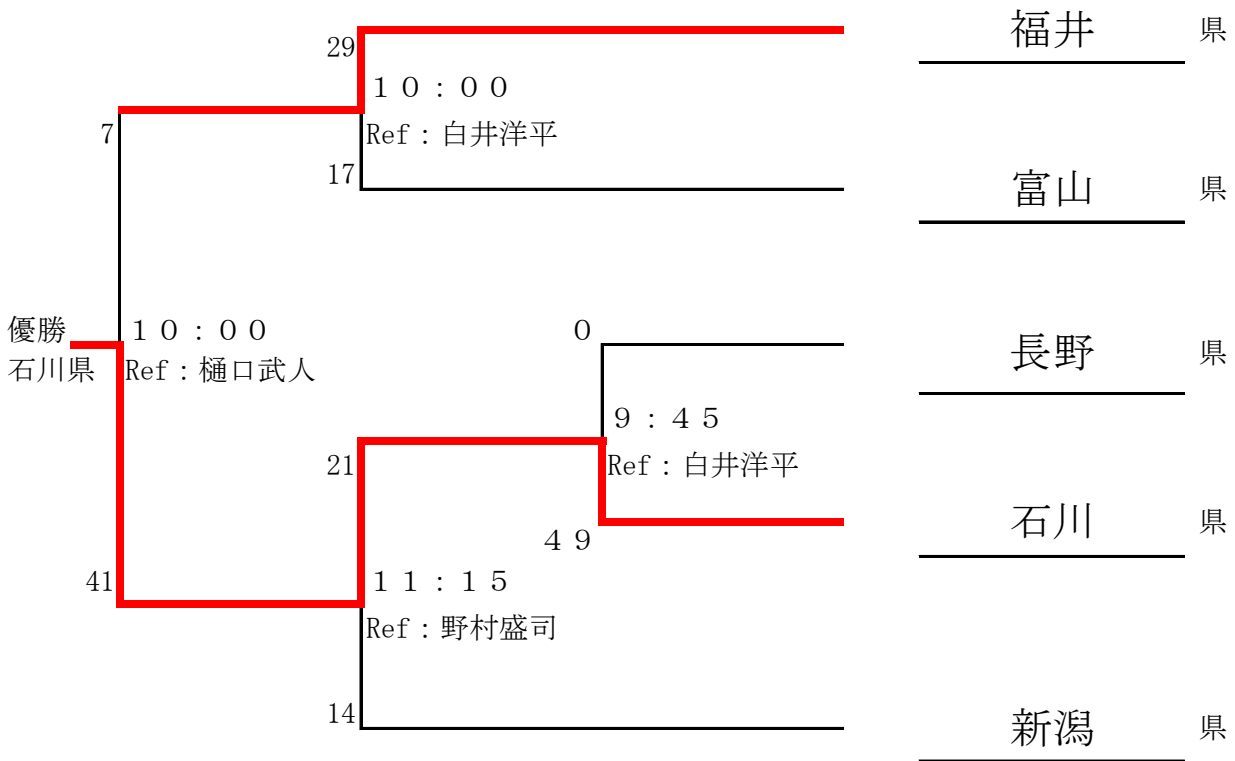 福井 県
29
１０：００
7
Ref：白井洋平
17
富山 県
優勝
１０：００
0
長野 県
石川県
Ref：樋口武人
９：４５
21
Ref：白井洋平
石川 県
４９
41
１１：１５
Ref：野村盛司
14
新潟 県